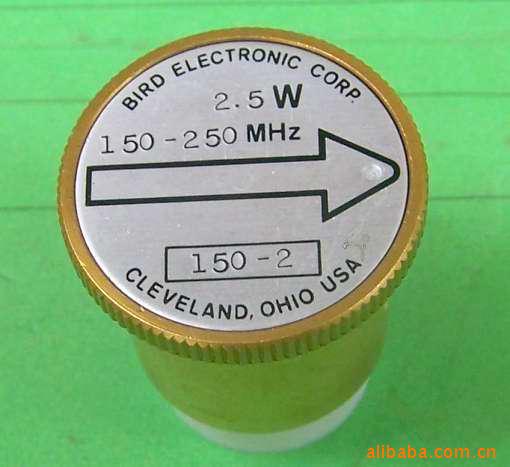 BIRD ELECTRONIC CORP.
2.5 W
150-250 MHz
150-2
CLEVELAND, OHIO USA
alibaba.com.cn